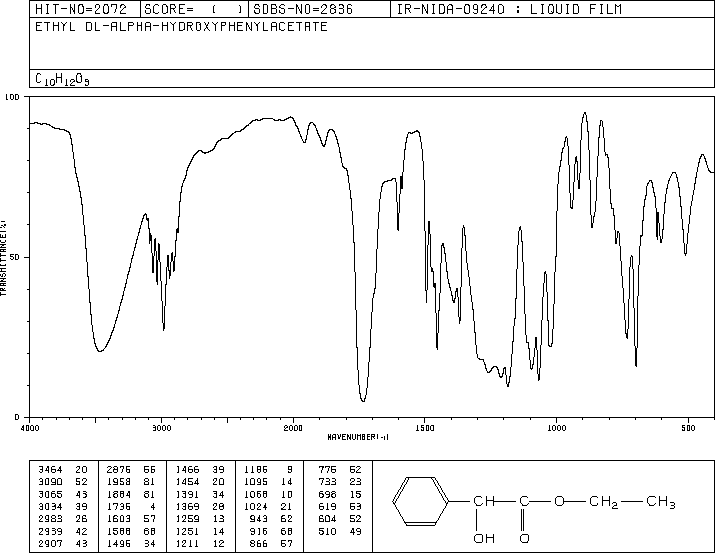 HIT-NO=2072 |SCORE= ( )|SDBS-NO=2836 IR-NIDA-09240 : LIQUID FILM
ETHYL DL-ALPHA-HYDROXYPHENYLACETATE
C10H12O3
100
50
0
TRANSMITTANCE(%)
4000 3000 2000 1500 1000 500
WAVENUMBER(-1)
3464 20 2876 55 1466 39 1186 9 776 52
3090 52 1958 81 1454 20 1095 14 733 23
3065 43 1884 81 1391 34 1068 10 698 15
3034 39 1736 4 1369 28 1024 21 619 53
2983 26 1603 57 1259 13 943 62 604 52
2939 42 1588 68 1251 14 916 68 510 49
2907 43 1496 34 1211 12 866 57
CH C O CH2 CH3
OH O